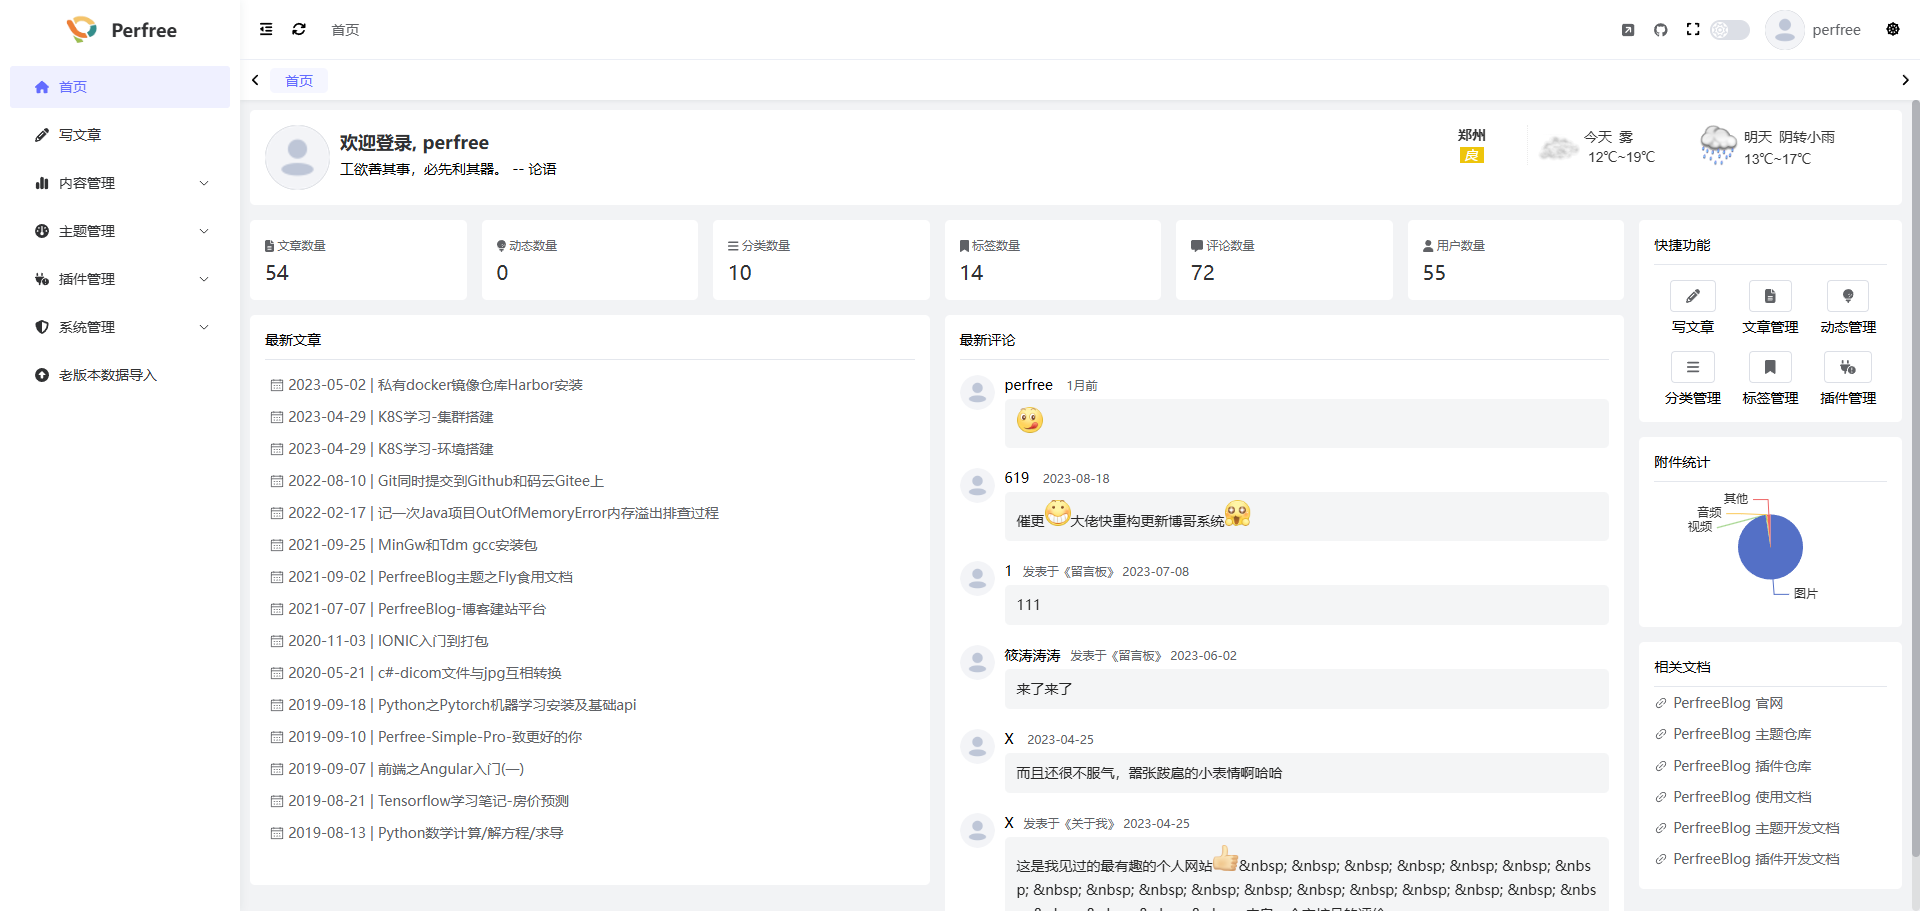 Perfree
首页
写文章
内容管理
主题管理
插件管理
系统管理
老版本数据导入
首页
perfree
首页
欢迎登录, perfree
工欲善其事，必先利其器。 -- 论语
郑州
良
今天 雾
12℃~19℃
明天 阴转小雨
13℃~17℃
文章数量
54
动态数量
0
分类数量
10
标签数量
14
评论数量
72
用户数量
55
最新文章
2023-05-02 | 私有docker镜像仓库Harbor安装
2023-04-29 | K8S学习-集群搭建
2023-04-29 | K8S学习-环境搭建
2022-08-10 | Git同时提交到Github和码云Gitee上
2022-02-17 | 记一次Java项目OutOfMemoryError内存溢出排查过程
2021-09-25 | MinGw和Tdm gcc安装包
2021-09-02 | PerfreeBlog主题之Fly食用文档
2021-07-07 | PerfreeBlog-博客建站平台
2020-11-03 | IONIC入门到打包
2020-05-21 | c#-dicom文件与jpg互相转换
2019-09-18 | Python之Pytorch机器学习安装及基础api
2019-09-10 | Perfree-Simple-Pro-致更好的你
2019-09-07 | 前端之Angular入门(一)
2019-08-21 | Tensorflow学习笔记-房价预测
2019-08-13 | Python数学计算/解方程/求导
最新评论
perfree 1月前
619 2023-08-18
催更大佬快重构更新博哥系统
1 发表于《留言板》 2023-07-08
111
筱涛涛涛 发表于《留言板》 2023-06-02
来了来了
X 2023-04-25
而且还很不服气，嚣张跋扈的小表情啊哈哈
X 发表于《关于我》 2023-04-25
这是我见过的最有趣的个人网站&nbsp; &nbsp; &nbsp; &nbsp; &nbsp; &nbsp; &nbs
p; &nbsp; &nbsp; &nbsp; &nbsp; &nbsp; &nbsp; &nbsp; &nbsp; &nbsp; &nbsp; &nbs
快捷功能
写文章
文章管理
动态管理
分类管理
标签管理
插件管理
附件统计
其他
音频
视频
图片
相关文档
PerfreeBlog 官网
PerfreeBlog 主题仓库
PerfreeBlog 插件仓库
PerfreeBlog 使用文档
PerfreeBlog 主题开发文档
PerfreeBlog 插件开发文档